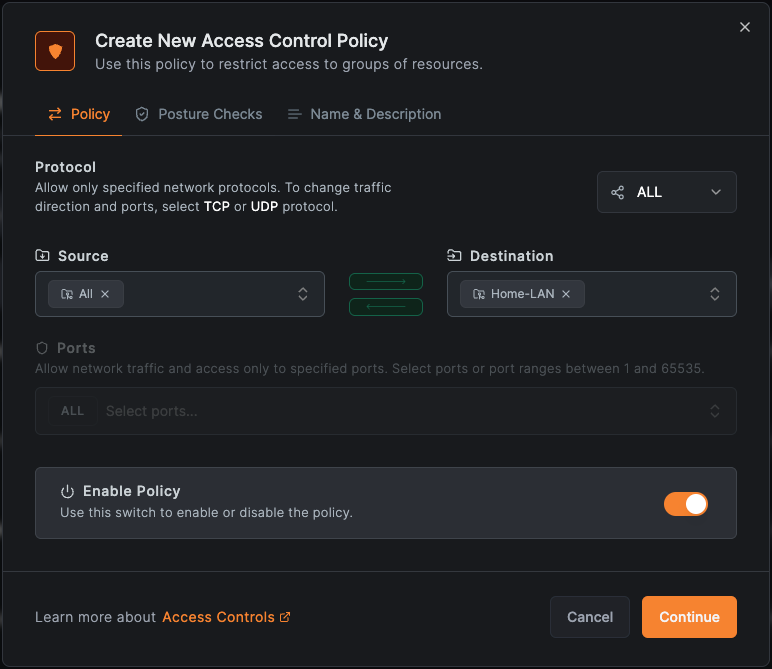 Create New Access Control Policy
Use this policy to restrict access to groups of resources.
Policy
Posture Checks
Name & Description
Protocol
Allow only specified network protocols. To change traffic
direction and ports, select TCP or UDP protocol.
ALL
Source
Destination
All
Home-LAN
Ports
Allow network traffic and access only to specified ports. Select ports or port ranges between 1 and 65535.
ALL
Select ports...
Enable Policy
Use this switch to enable or disable the policy.
Learn more about Access Controls
Cancel
Continue